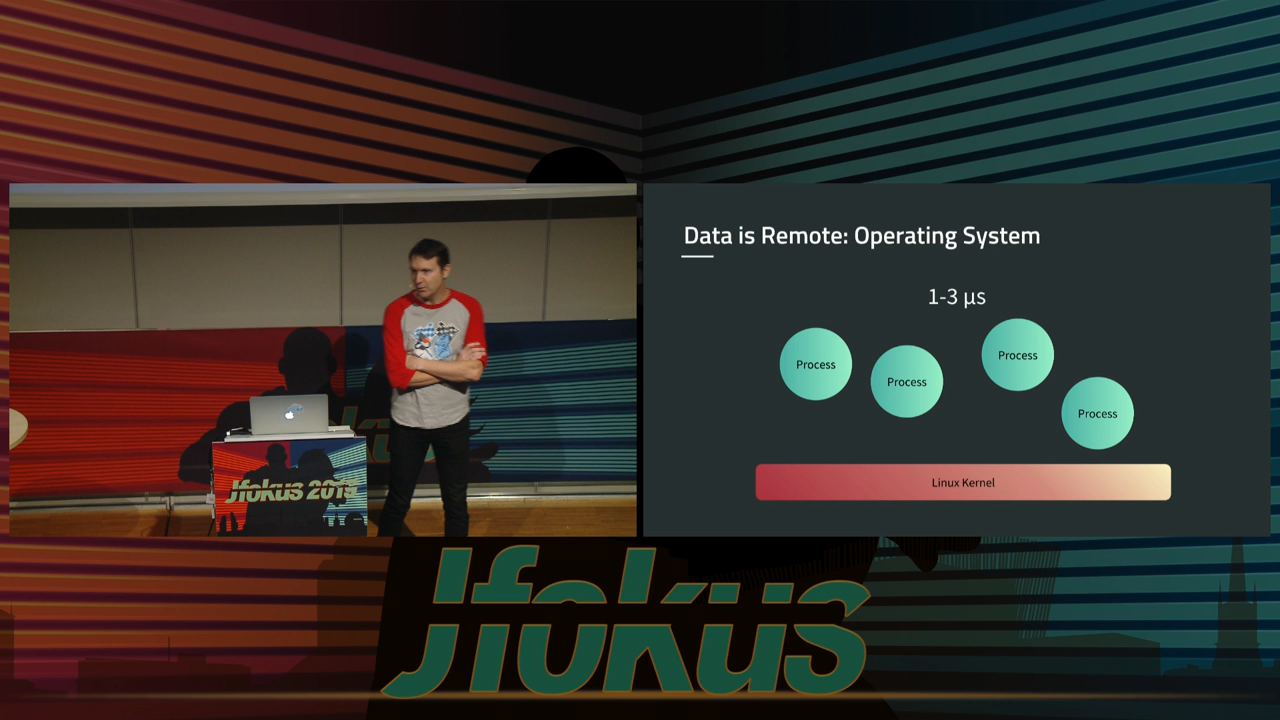 Data is Remote: Operating System
1-3 µs
Process
Process
Process
Process
Linux Kernel
Jfokus 2019
Jfokus